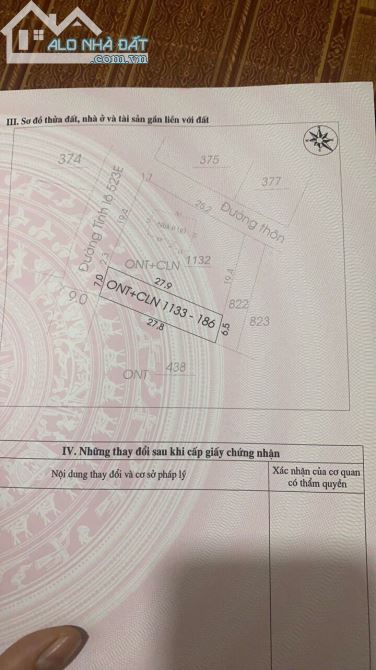 ALO NHÀ ĐẤT
.com.vn
III. Sơ đồ thửa đất, nhà ở và tài sản gắn liền với đất
374
375
377
Đường Tỉnh lộ 523E
1.7
25.2
Đường thôn
19.4
19.4
ONT+CLN 1132
2.3
27.9
7.0
ONT+CLN 1133 - 186
6.5
9.0
27.8
822
823
ONT 438
IV. Những thay đổi sau khi cấp giấy chứng nhận
Nội dung thay đổi và cơ sở pháp lý
Xác nhận của cơ quan
có thẩm quyền